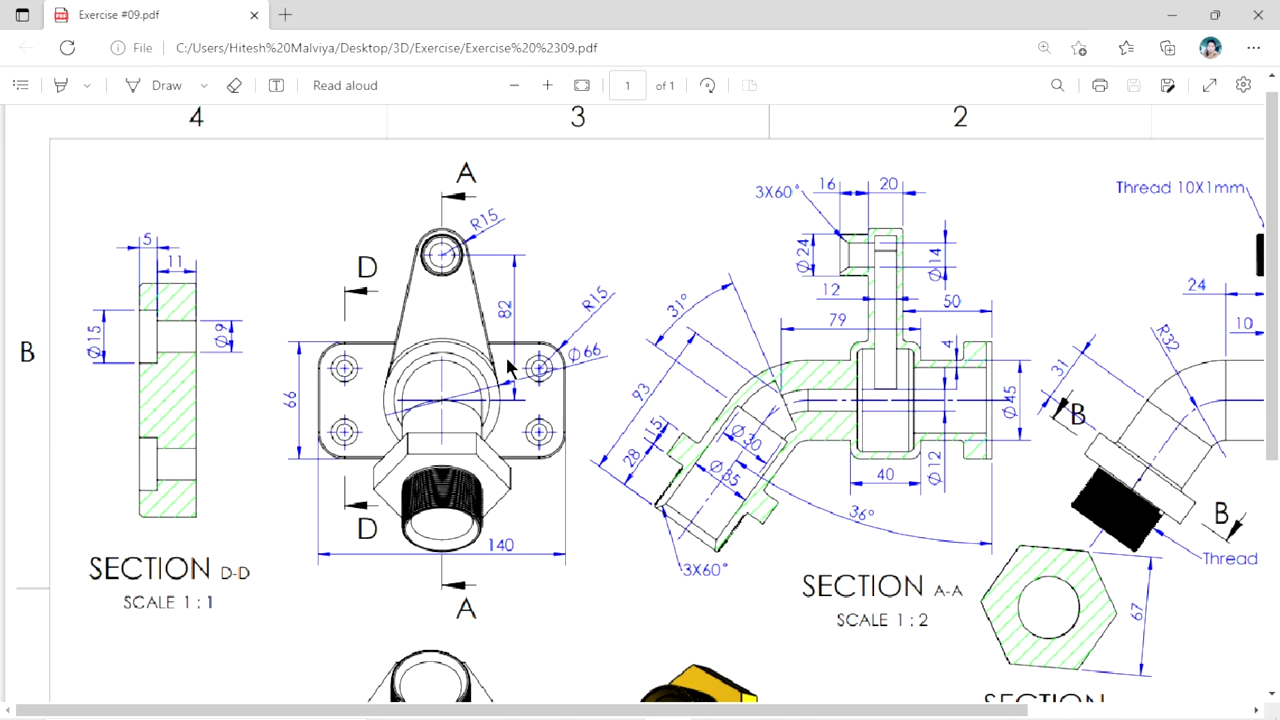 Exercise #09.pdf
File C:/Users/Hitesh%20Malviya/Desktop/3D/Exercise/Exercise%20%2309.pdf
Draw Read aloud 1 of 1
4 3 2
A
R15
D
R15
82
Ø66
66
140
D
A
B
5
11
Ø15
Ø9
SECTION D-D
SCALE 1 : 1
3X60°
16
20
Ø24
Ø14
12
50
79
31°
4
93
Ø45
15
28
Ø30
Ø85
40
Ø12
36°
3X60°
SECTION A-A
SCALE 1 : 2
Thread 10X1mm
24
10
R32
31
B
B
Thread
67